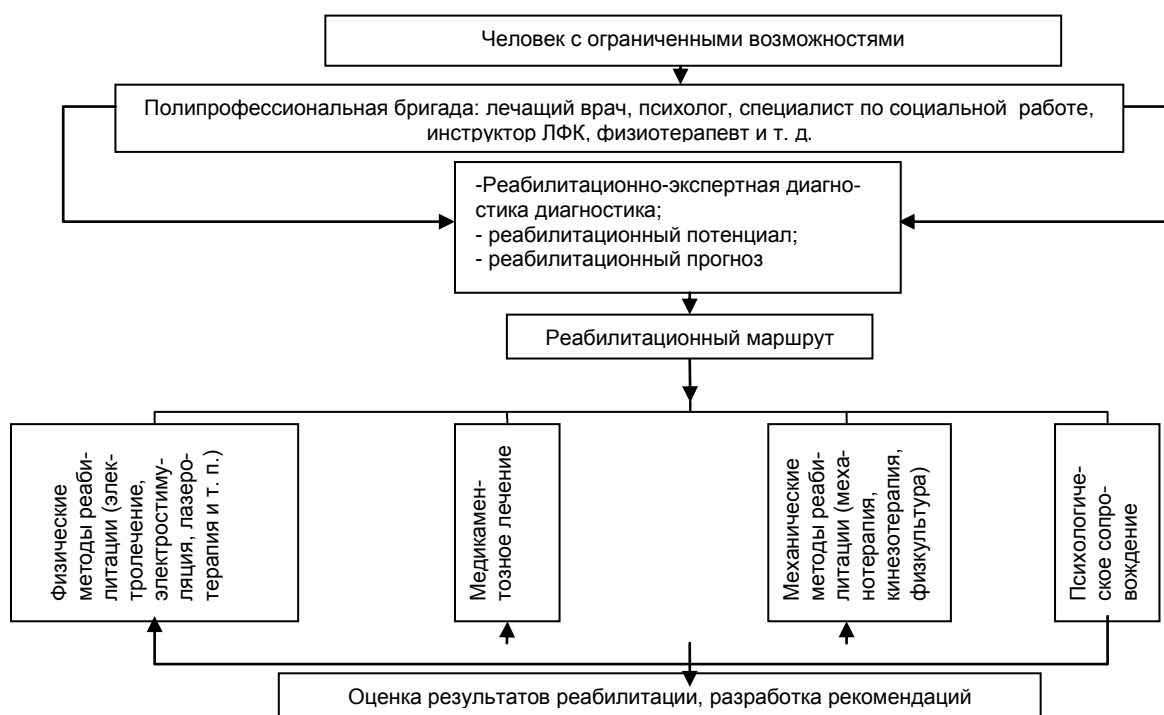 Человек с ограниченными возможностями
Полипрофессиональная бригада: лечащий врач, психолог, специалист по социальной работе,
инструктор ЛФК, физиотерапевт и т. д.
-Реабилитационно-экспертная диагно-
стика диагностика;
- реабилитационный потенциал;
- реабилитационный прогноз
Реабилитационный маршрут
Физические
методы реаби-
литации (элек-
тролечение,
электростиму-
ляция, лазеро-
терапия и т. п.)
Медикамен-
тозное лечение
Механические
методы реаби-
литации (меха-
нотерапия,
кинезотерапия,
физкультура)
Психологиче-
ское сопро-
вождение
Оценка результатов реабилитации, разработка рекомендаций